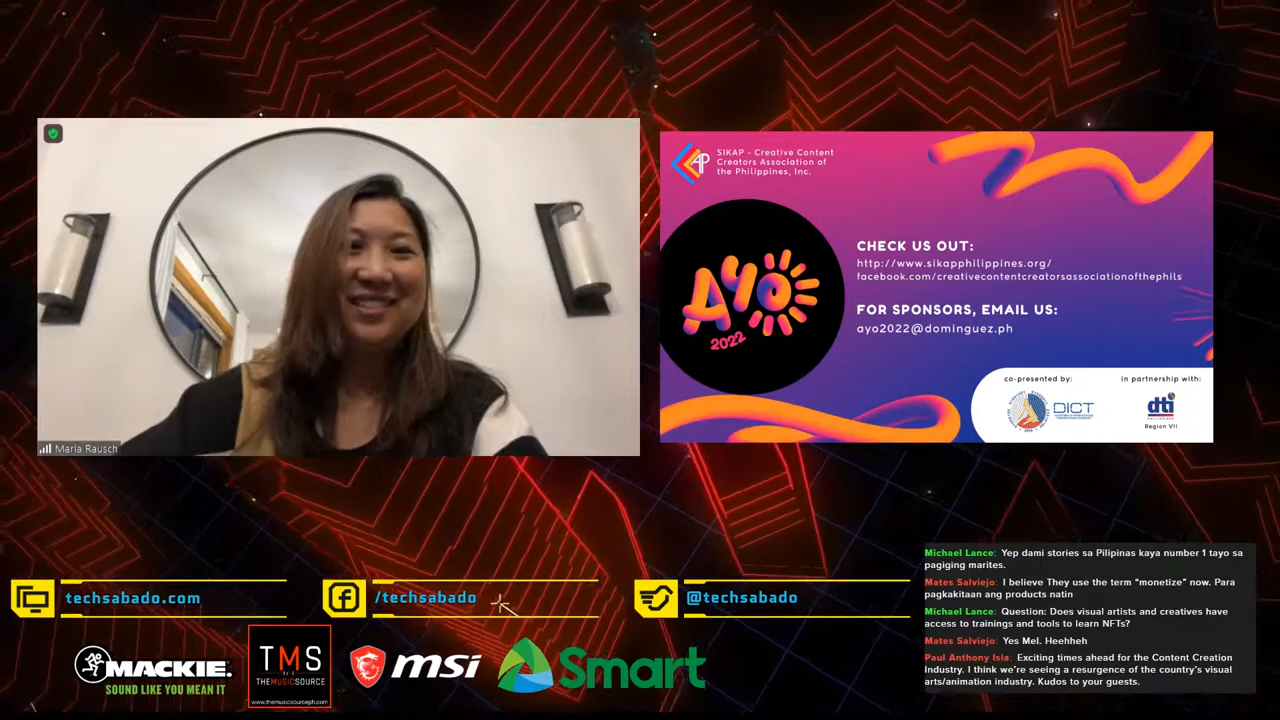 Marla Rausch
AP
SIKAP - Creative Content
Creators Association of
the Philippines, Inc.
AYO
2022
CHECK US OUT:
http://www.sikapphilippines.org/
facebook.com/creativecontentcreatorsassociationofthephils
FOR SPONSORS, EMAIL US:
ayo2022@dominguez.ph
co-presented by:
DICT
in partnership with:
dti
PHILIPPINES
Region VII
techsabado.com
/techsabado
@techsabado
MACKIE.
SOUND LIKE YOU MEAN IT
TMS
THEMUSICSOURCE
www.themusicsourceph.com
msi
Smart
Michael Lance: Yep dami stories sa Pilipinas kaya number 1 tayo sa
pagiging marites.
Mates Salviejo: I believe They use the term "monetize" now. Para
pagkakitaan ang products natin
Michael Lance: Question: Does visual artists and creatives have
access to trainings and tools to learn NFTs?
Mates Salviejo: Yes Mel. Heehheh
Paul Anthony Isla: Exciting times ahead for the Content Creation
Industry. I think we're seeing a resurgence of the country's visual
arts/animation industry. Kudos to your guests.